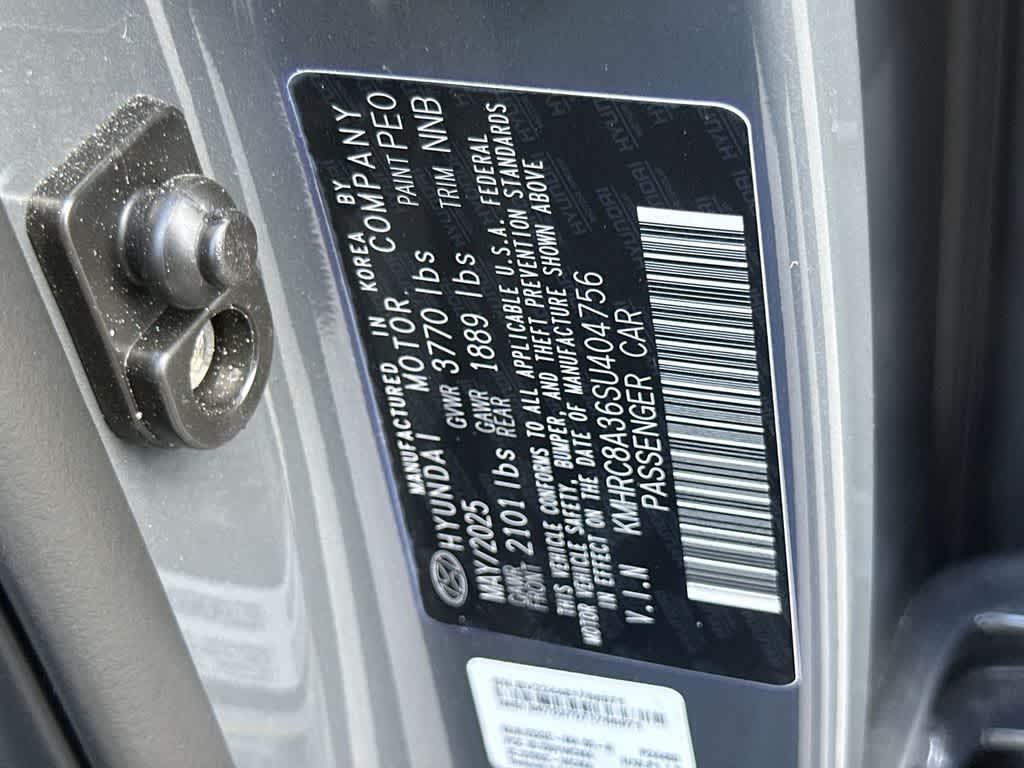 MANUFACTURED IN KOREA BY
HYUNDAI MOTOR COMPANY
MAY/2025 GVWR 3770 lbs PAINT PEO
GAWR FRONT 2101 lbs GAWR REAR 1889 lbs TRIM NNB
THIS VEHICLE CONFORMS TO ALL APPLICABLE U.S.A. FEDERAL
MOTOR VEHICLE SAFETY, BUMPER, AND THEFT PREVENTION STANDARDS
IN EFFECT ON THE DATE OF MANUFACTURE SHOWN ABOVE
V.I.N KMHRC8A36SU404756
PASSENGER CAR